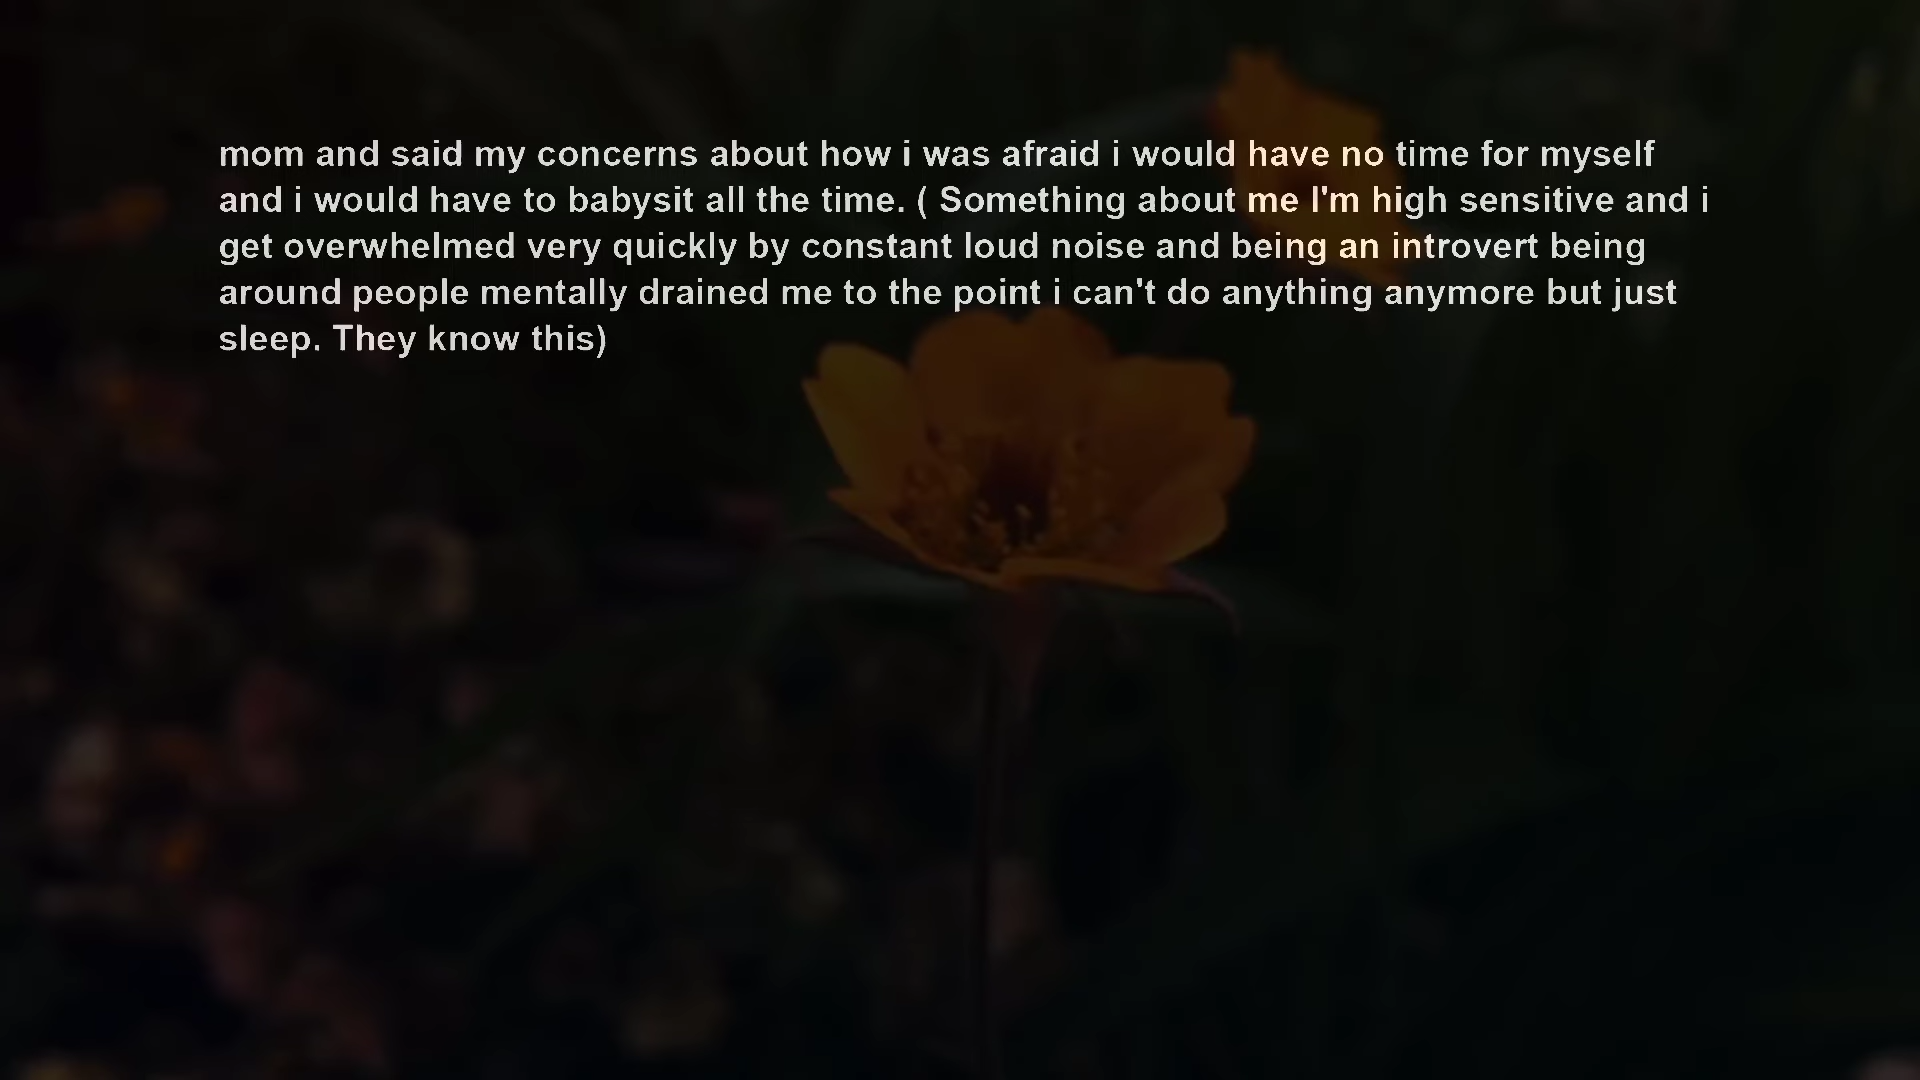 mom and said my concerns about how i was afraid i would have no time for myself
and i would have to babysit all the time. ( Something about me I'm high sensitive and i
get overwhelmed very quickly by constant loud noise and being an introvert being
around people mentally drained me to the point i can't do anything anymore but just
sleep. They know this)